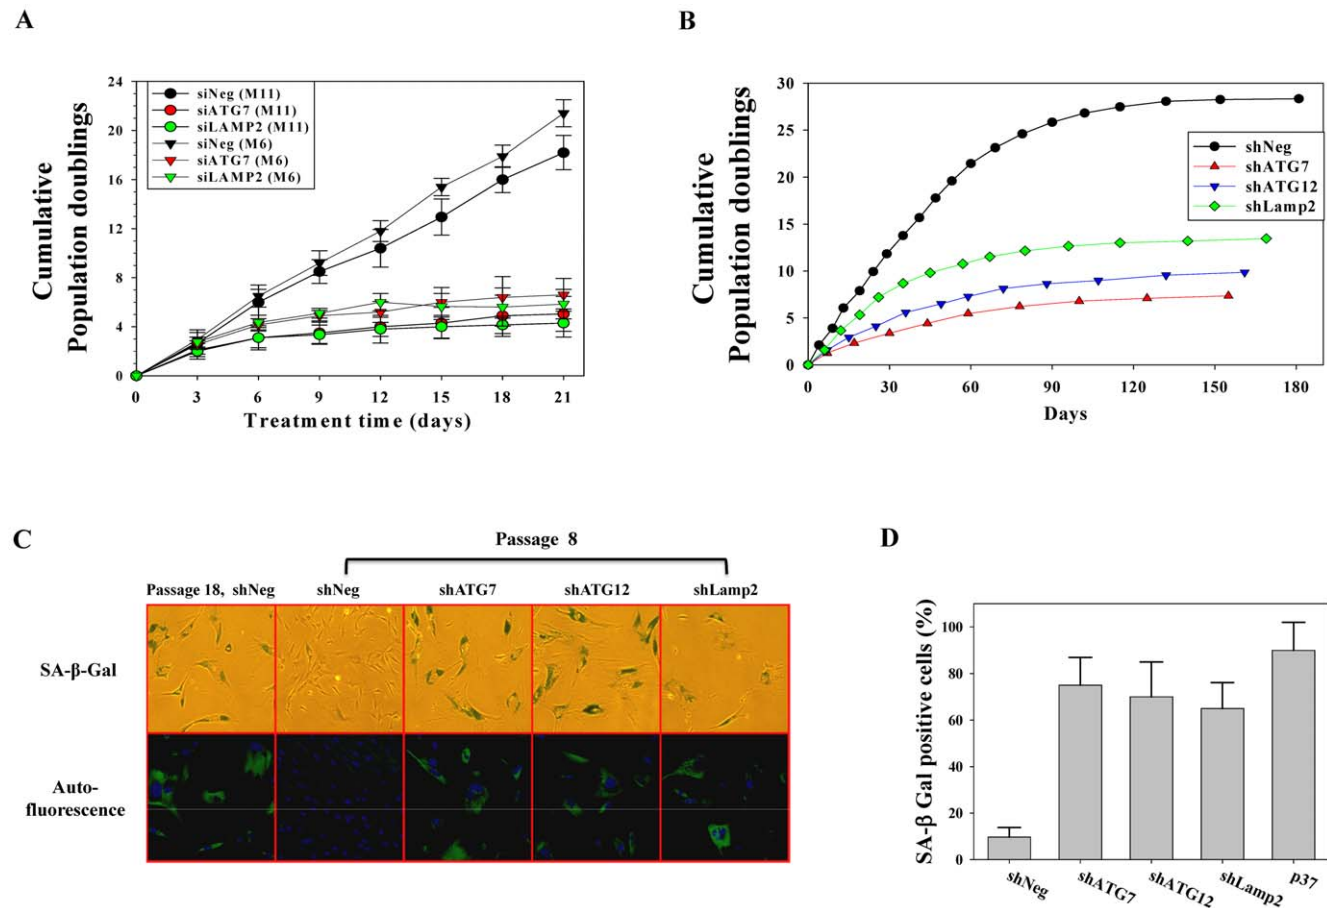 A
B
24
20
16
12
8
4
0
Cumulative
Population doublings
siNeg (M11)
siATG7 (M11)
siLAMP2 (M11)
siNeg (M6)
siATG7 (M6)
siLAMP2 (M6)
0 3 6 9 12 15 18 21
Treatment time (days)
30
25
20
15
10
5
0
Cumulative
Population doublings
shNeg
shATG7
shATG12
shLamp2
0 30 60 90 120 150 180
Days
C
Passage 8
Passage 18, shNeg shNeg shATG7 shATG12 shLamp2
SA-β-Gal
Auto-
fluorescence
D
SA-β Gal positive cells (%)
100
80
60
40
20
0
shNeg shATG7 shATG12 shLamp2 p37